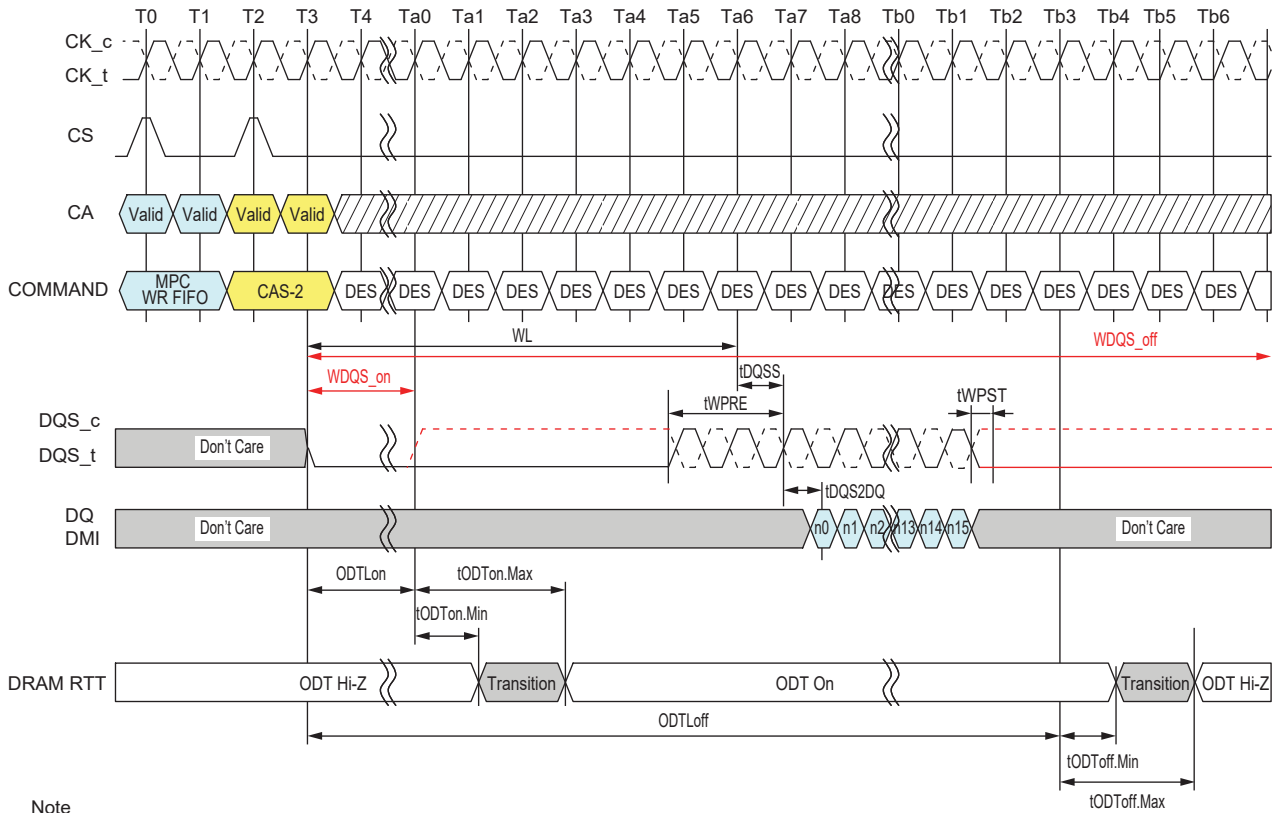 T0 T1 T2 T3 T4 Ta0 Ta1 Ta2 Ta3 Ta4 Ta5 Ta6 Ta7 Ta8 Tb0 Tb1 Tb2 Tb3 Tb4 Tb5 Tb6
CK_c
CK_t
CS
CA Valid Valid Valid Valid
COMMAND MPC WR FIFO CAS-2 DES DES DES DES DES DES DES DES DES DES DES DES DES DES DES DES DES
WL
WDQS_off
WDQS_on
tDQSS
tWPRE
tWPST
DQS_c
DQS_t
Don't Care
tDQS2DQ
DQ
DMI
Don't Care n0 n1 n2 n13 n14 n15 Don't Care
ODTLon
tODTon.Max
tODTon.Min
DRAM RTT ODT Hi-Z Transition ODT On Transition ODT Hi-Z
ODTLoff
tODToff.Min
tODToff.Max
Note